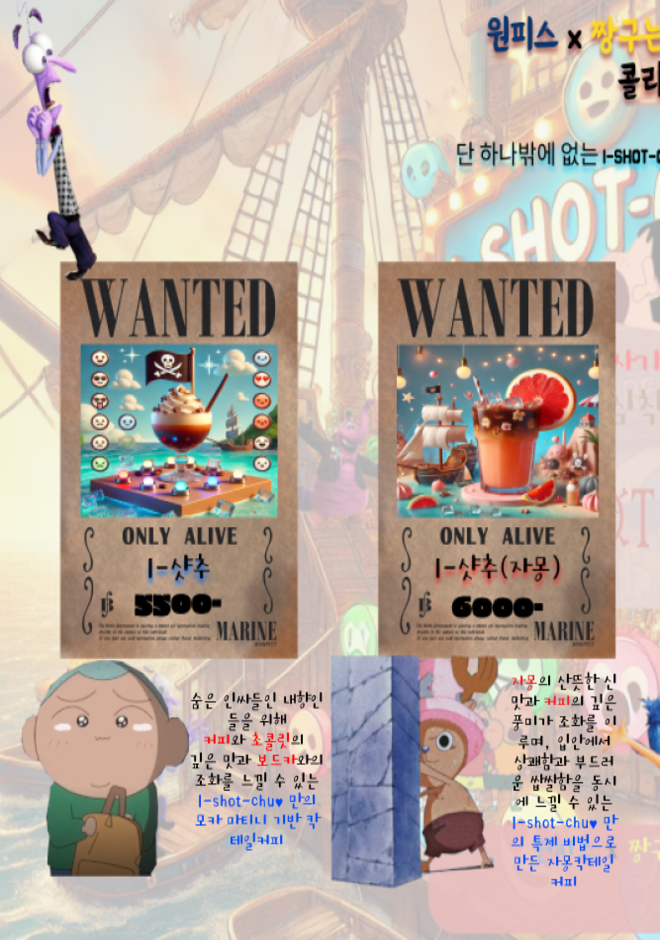 원피스 x 짱구는
콜라
단 하나밖에 없는 I-SHOT-C
SHOT-
WANTED
ONLY ALIVE
I-샷추
5500-
MARINE
WANTED
ONLY ALIVE
I-샷추(자몽)
6000-
MARINE
숨은 인싸들인 내향인
들을 위해
커피와 초콜릿의
깊은 맛과 보드카와의
조화를 느낄 수 있는
I-shot-chu♥ 만의
모카 마티니 기반 칵
테일커피
자몽의 산뜻한 신
맛과 커피의 깊은
풍미가 조화를 이
루며, 입안에서
상쾌함과 부드러
운 쌉쌀함을 동시
에 느낄 수 있는
I-shot-chu♥ 만
의 특제 비법으로
만든 자몽칵테일
커피